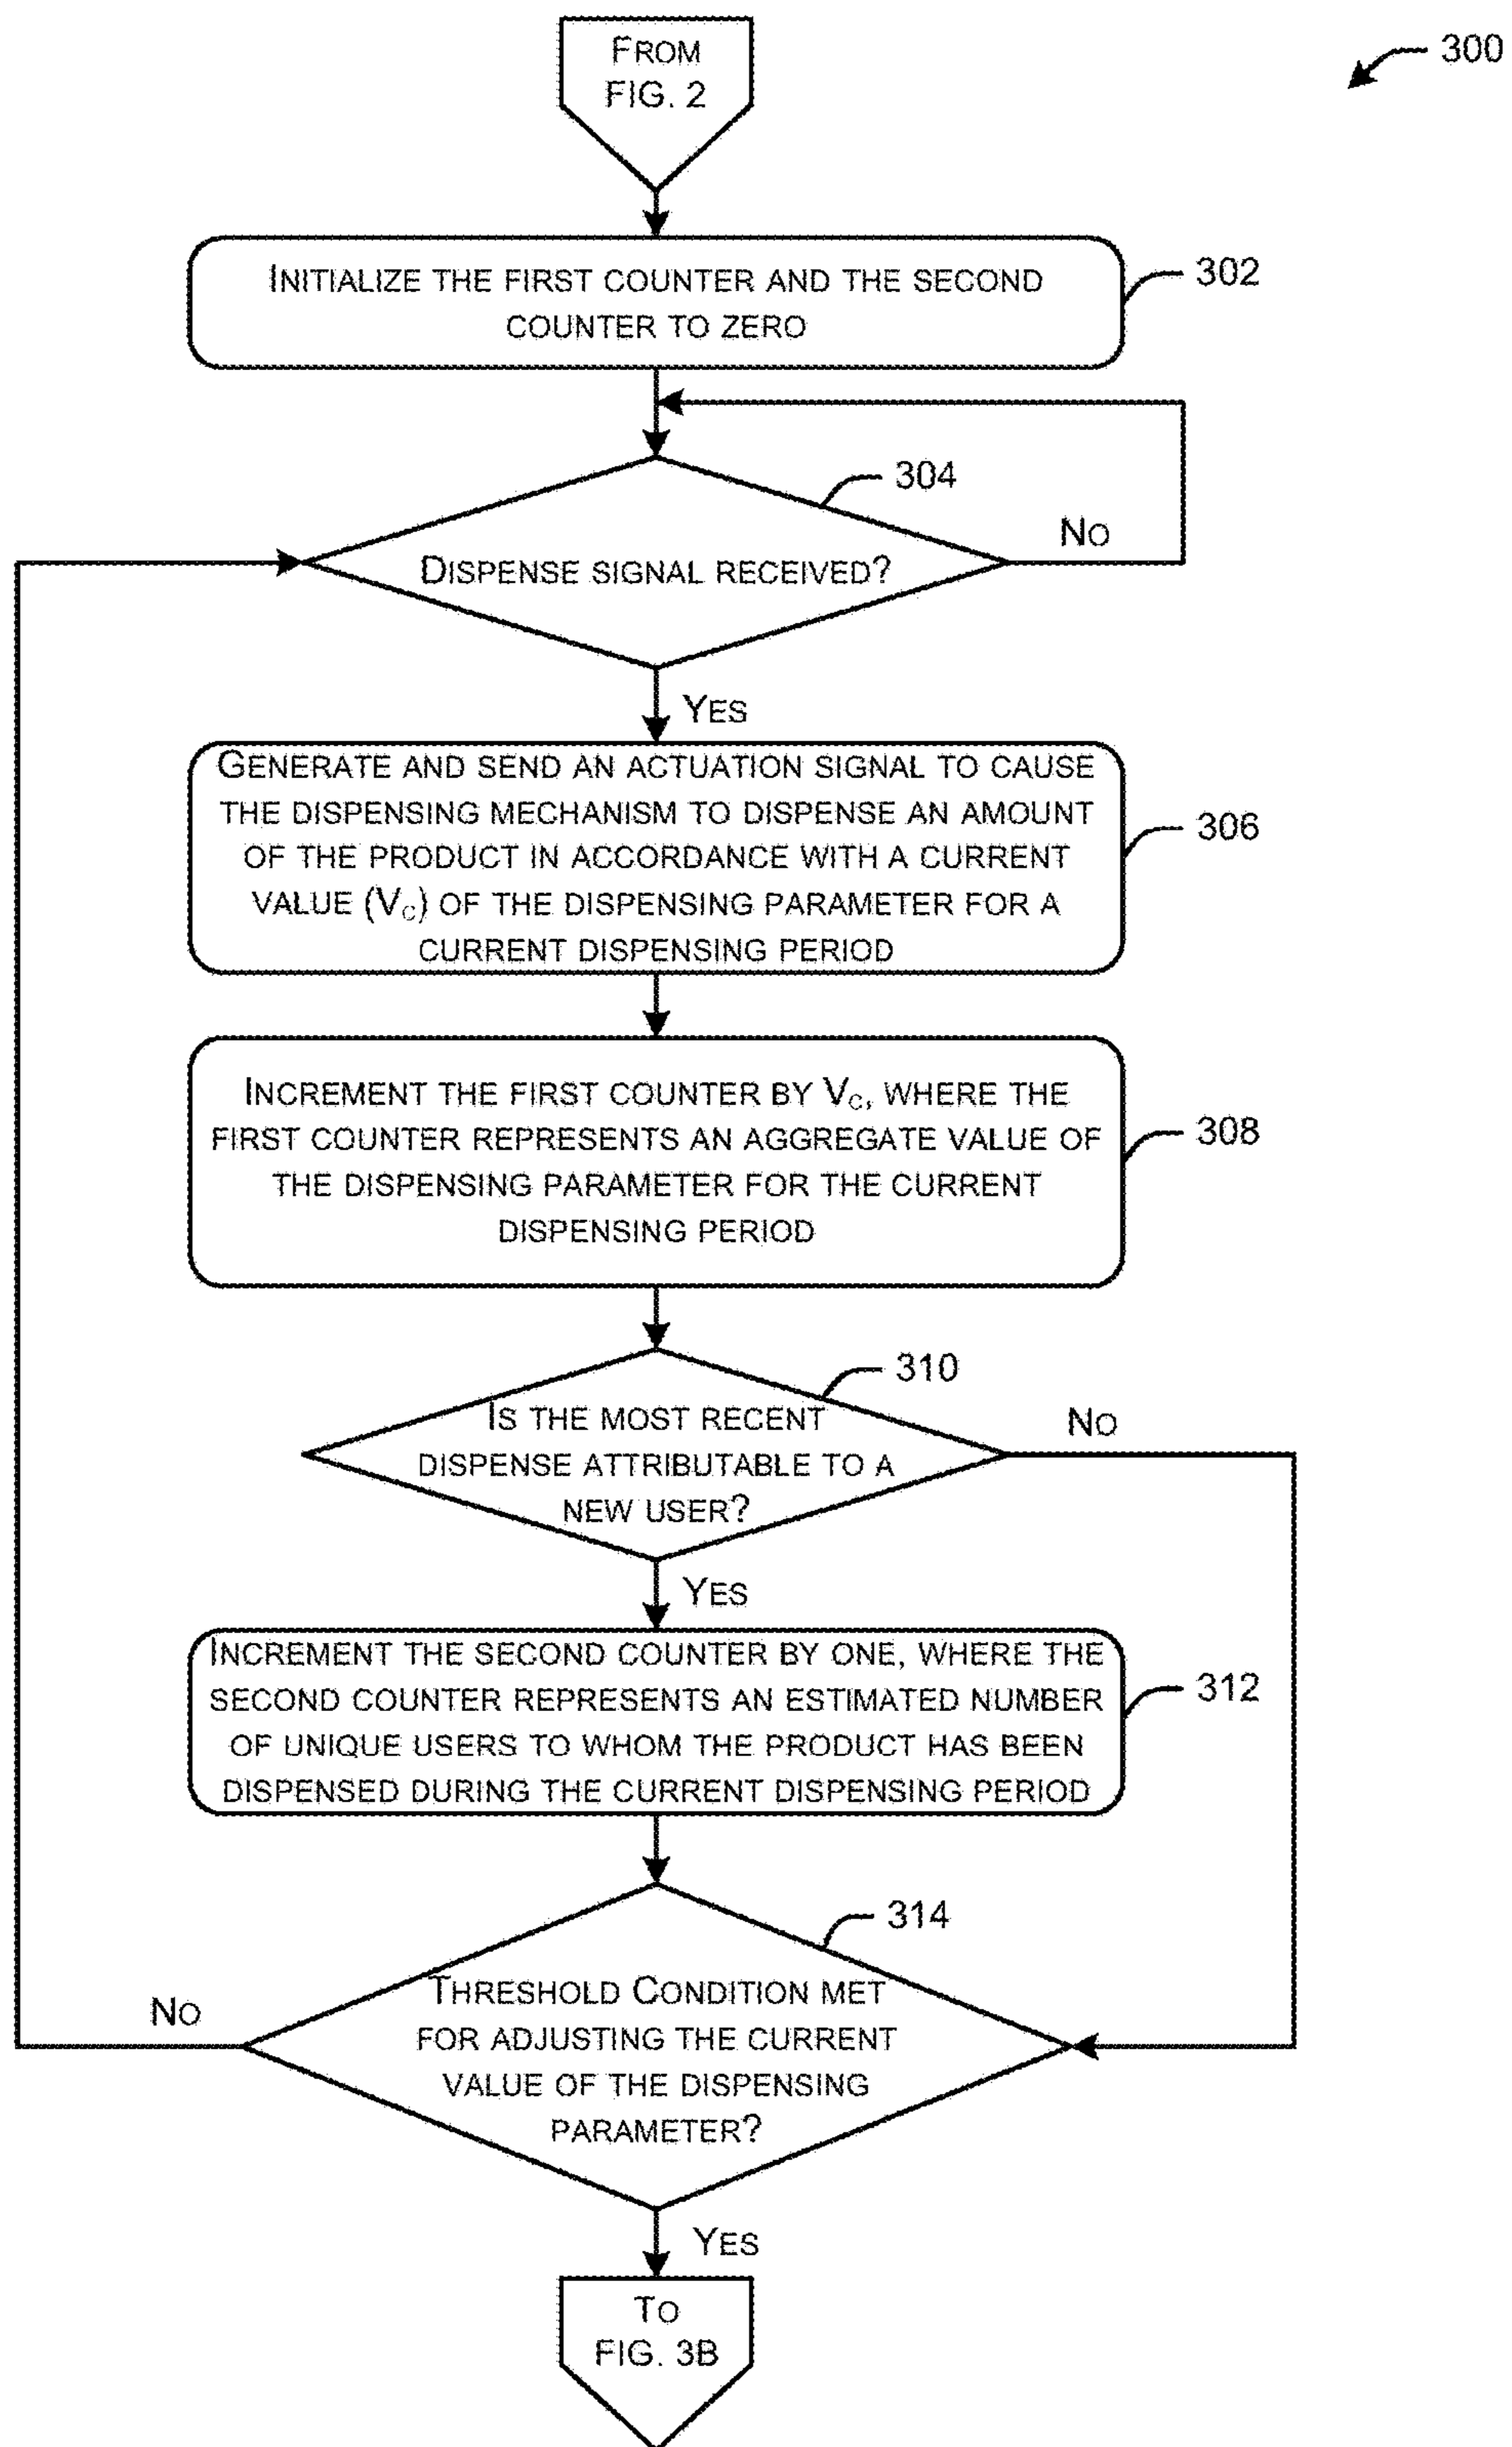 FROM
FIG. 2
300
INITIALIZE THE FIRST COUNTER AND THE SECOND
COUNTER TO ZERO
302
304
DISPENSE SIGNAL RECEIVED?
NO
YES
GENERATE AND SEND AN ACTUATION SIGNAL TO CAUSE
THE DISPENSING MECHANISM TO DISPENSE AN AMOUNT
OF THE PRODUCT IN ACCORDANCE WITH A CURRENT
VALUE (VC) OF THE DISPENSING PARAMETER FOR A
CURRENT DISPENSING PERIOD
306
INCREMENT THE FIRST COUNTER BY VC, WHERE THE
FIRST COUNTER REPRESENTS AN AGGREGATE VALUE OF
THE DISPENSING PARAMETER FOR THE CURRENT
DISPENSING PERIOD
308
310
IS THE MOST RECENT
DISPENSE ATTRIBUTABLE TO A
NEW USER?
NO
YES
INCREMENT THE SECOND COUNTER BY ONE, WHERE THE
SECOND COUNTER REPRESENTS AN ESTIMATED NUMBER
OF UNIQUE USERS TO WHOM THE PRODUCT HAS BEEN
DISPENSED DURING THE CURRENT DISPENSING PERIOD
312
314
THRESHOLD CONDITION MET
FOR ADJUSTING THE CURRENT
VALUE OF THE DISPENSING
PARAMETER?
NO
YES
TO
FIG. 3B